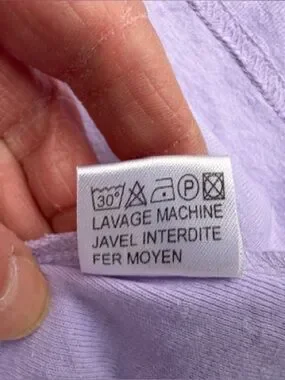 30° P
LAVAGE MACHINE
JAVEL INTERDITE
FER MOYEN